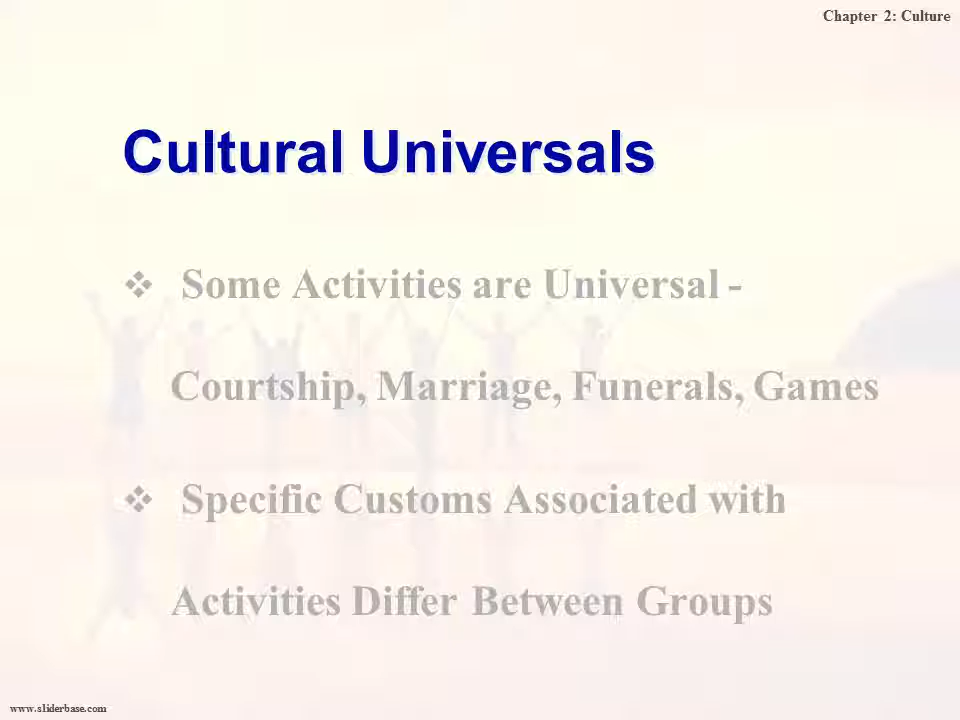 Chapter 2: Culture
Cultural Universals
❖ Some Activities are Universal -
Courtship, Marriage, Funerals, Games
❖ Specific Customs Associated with
Activities Differ Between Groups
www.sliderbase.com